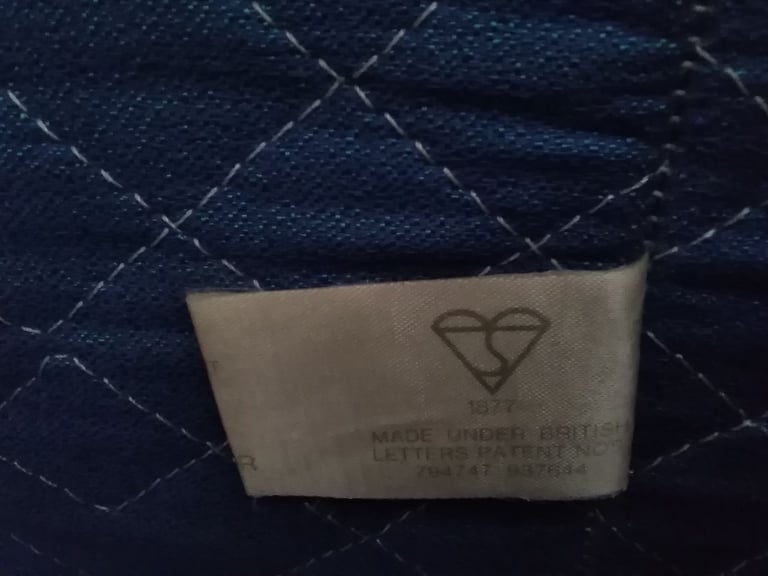 1877
MADE UNDER BRITISH
LETTERS PATENT NOS
794747 937644